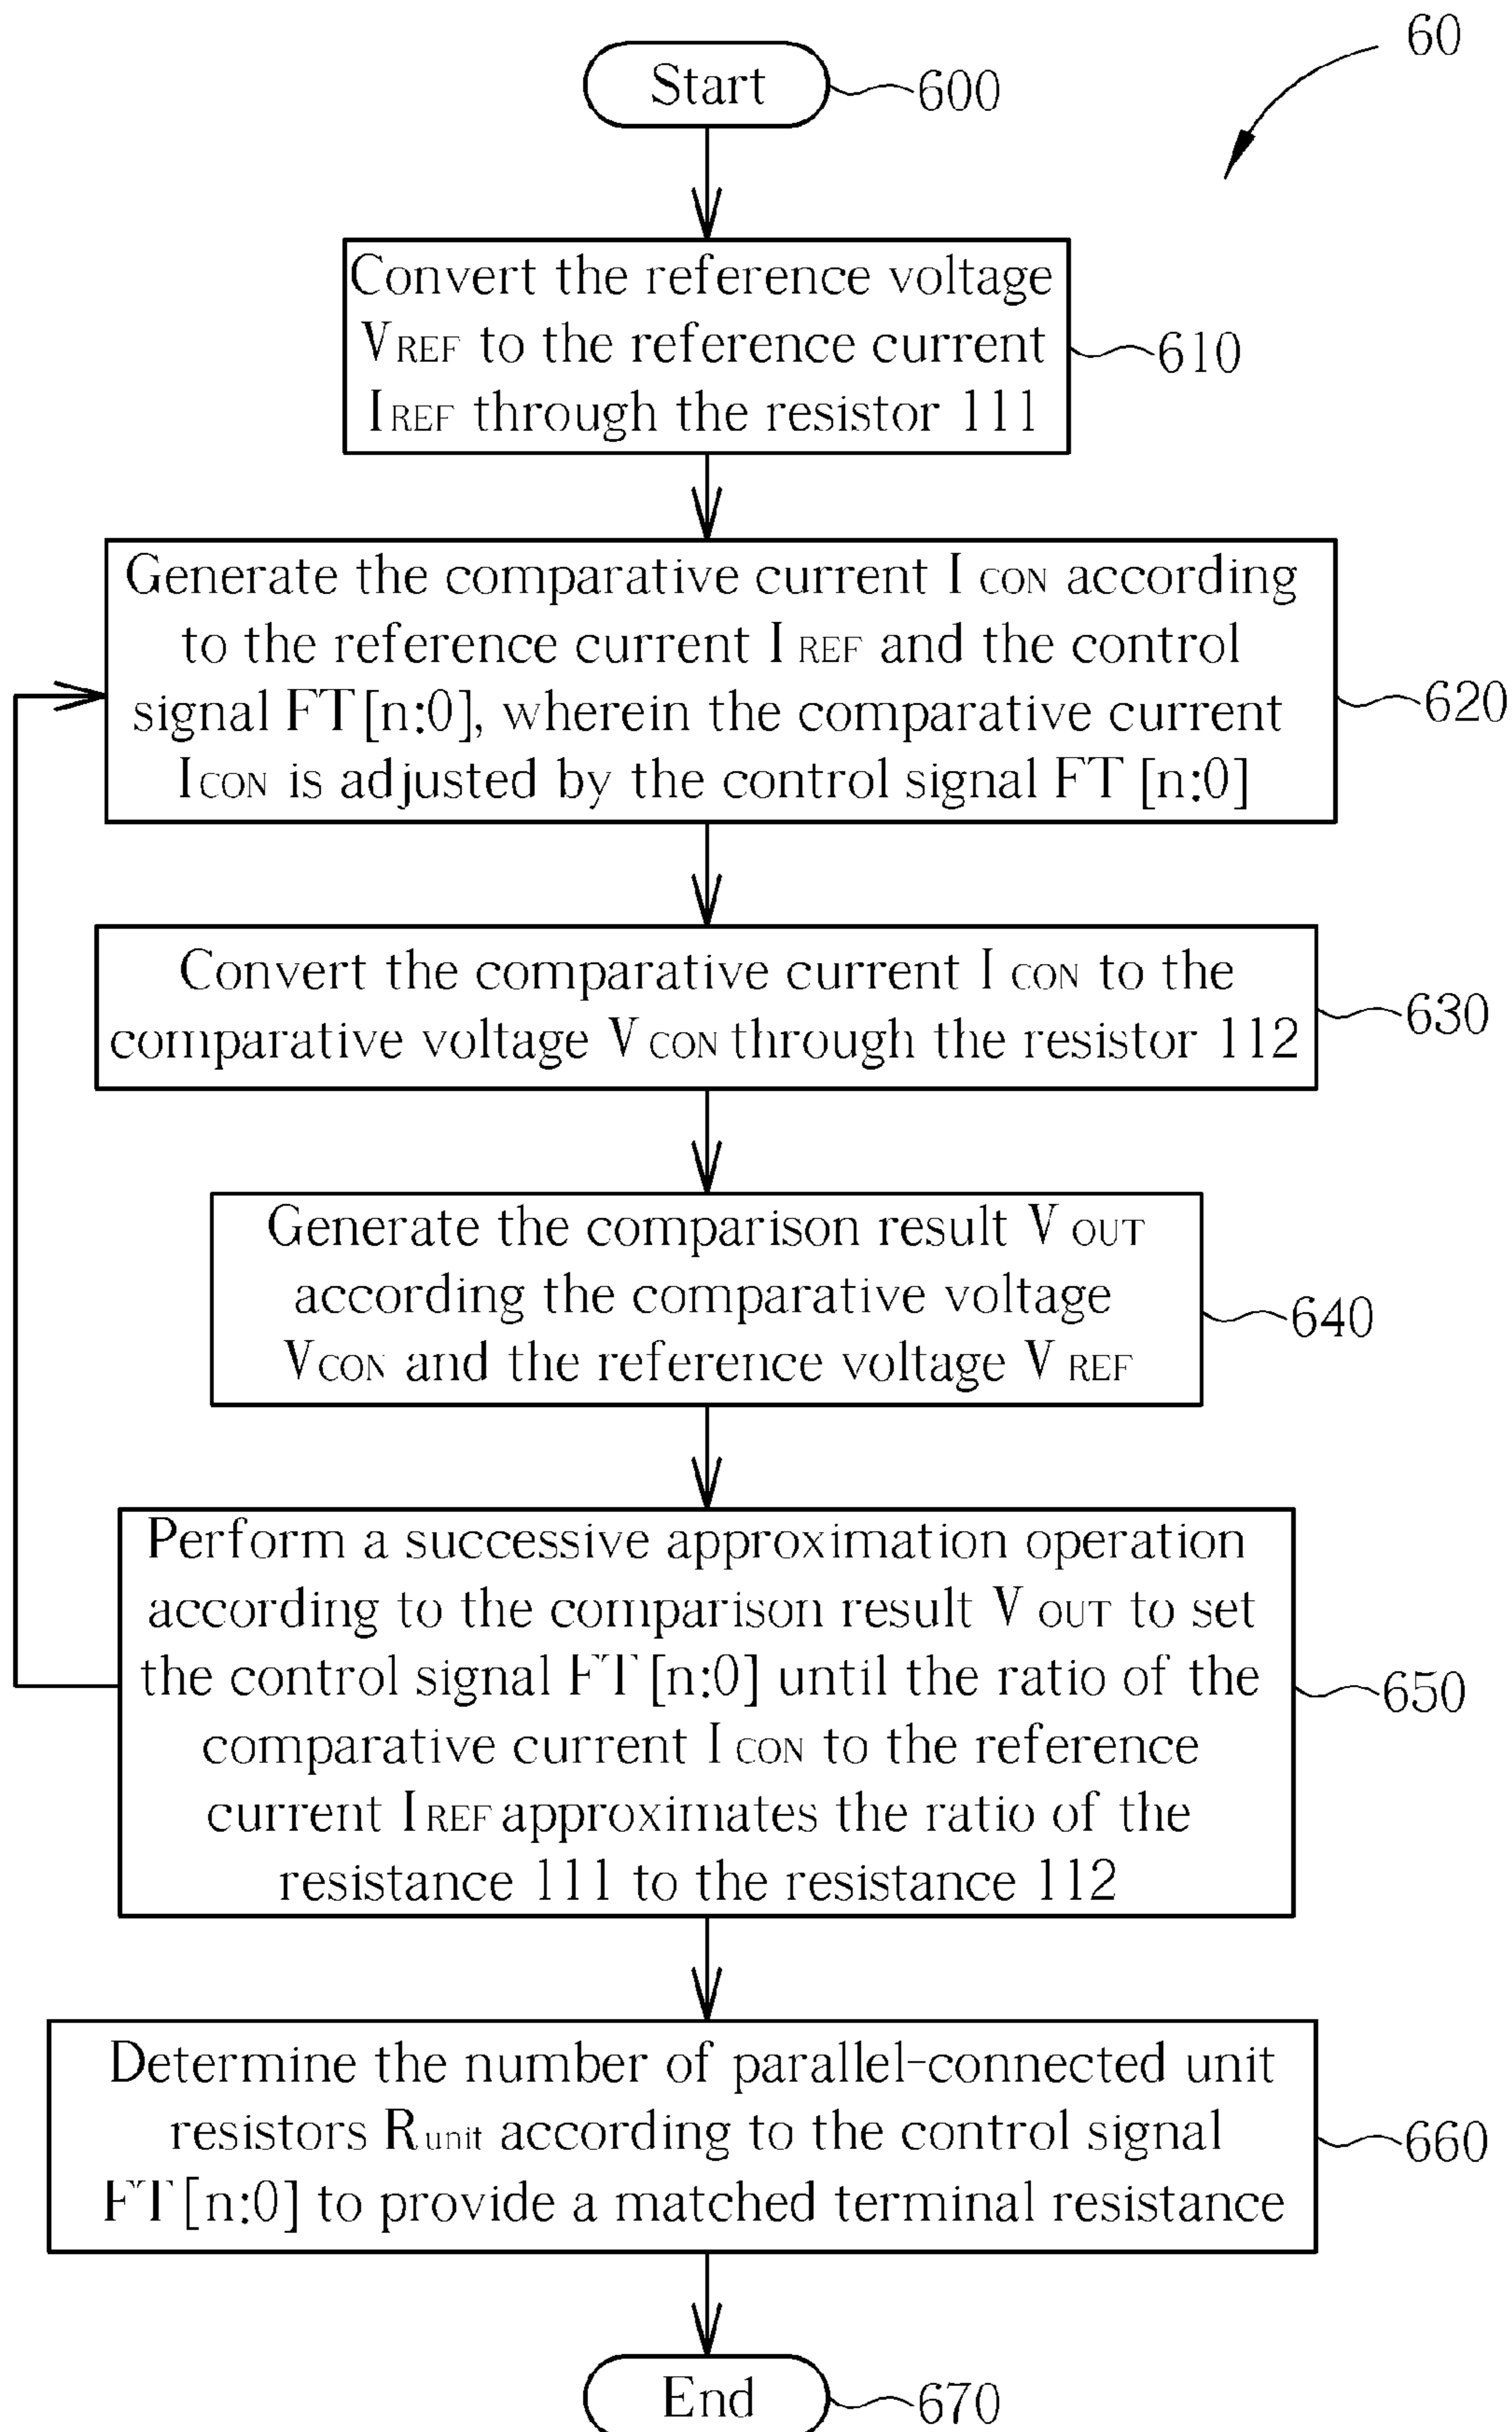 60
Start
600
Convert the reference voltage
VREF to the reference current
IREF through the resistor 111
610
Generate the comparative current I CON according
to the reference current I REF and the control
signal FT[n:0], wherein the comparative current
ICON is adjusted by the control signal FT [n:0]
620
Convert the comparative current I CON to the
comparative voltage V CON through the resistor 112
630
Generate the comparison result V OUT
according the comparative voltage
VCON and the reference voltage V REF
640
Perform a successive approximation operation
according to the comparison result V OUT to set
the control signal FT[n:0] until the ratio of the
comparative current I CON to the reference
current IREF approximates the ratio of the
resistance 111 to the resistance 112
650
Determine the number of parallel-connected unit
resistors Runit according to the control signal
FT[n:0] to provide a matched terminal resistance
660
End
670